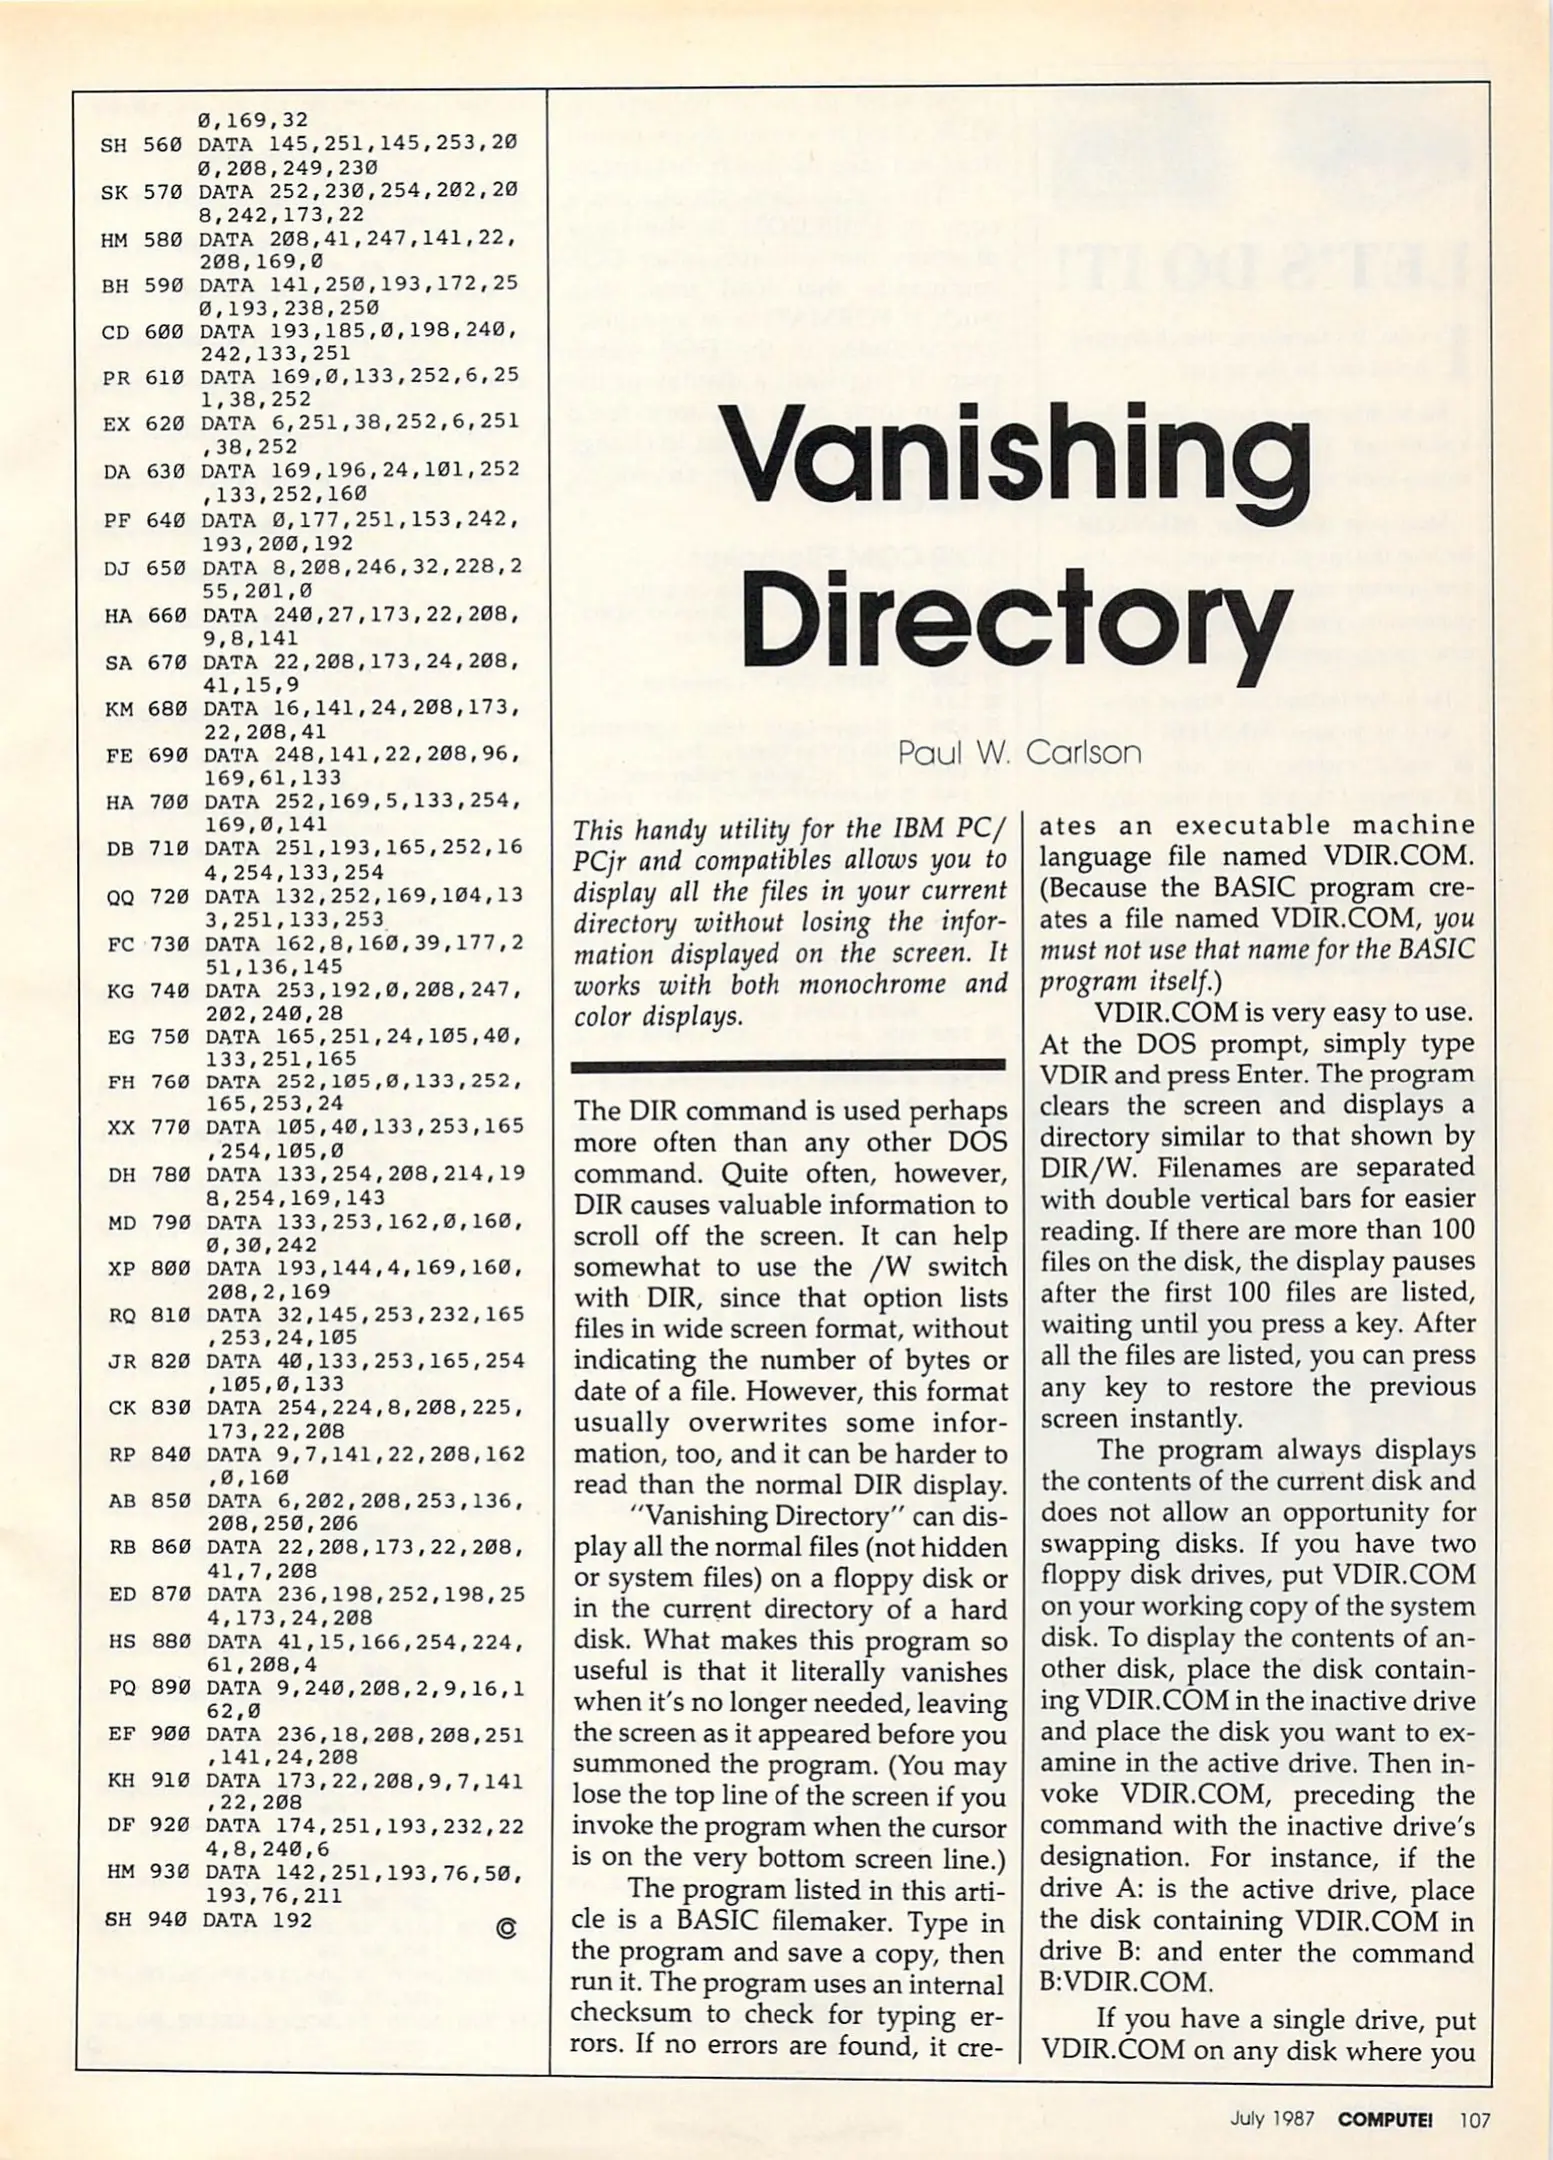 0,169,32
SH 560 DATA 145,251,145,253,20
0,208,249,230
SK 570 DATA 252,230,254,202,20
8,242,173,22
HM 580 DATA 208,41,247,141,22,
208,169,0
BH 590 DATA 141,250,193,172,25
0,193,238,250
CD 600 DATA 193,185,0,198,240,
242,133,251
PR 610 DATA 169,0,133,252,6,25
1,38,252
EX 620 DATA 6,251,38,252,6,251
,38,252
DA 630 DATA 169,196,24,101,252
,133,252,160
PF 640 DATA 0,177,251,153,242,
193,200,192
DJ 650 DATA 8,208,246,32,228,2
55,201,0
HA 660 DATA 240,27,173,22,208,
9,8,141
SA 670 DATA 22,208,173,24,208,
41,15,9
KM 680 DATA 16,141,24,208,173,
22,208,41
FE 690 DATA 248,141,22,208,96,
169,61,133
HA 700 DATA 252,169,5,133,254,
169,0,141
DB 710 DATA 251,193,165,252,16
4,254,133,254
QQ 720 DATA 132,252,169,104,13
3,251,133,253
FC 730 DATA 162,8,160,39,177,2
51,136,145
KG 740 DATA 253,192,0,208,247,
202,240,28
EG 750 DATA 165,251,24,105,40,
133,251,165
FH 760 DATA 252,105,0,133,252,
165,253,24
XX 770 DATA 105,40,133,253,165
,254,105,0
DH 780 DATA 133,254,208,214,19
8,254,169,143
MD 790 DATA 133,253,162,0,160,
0,30,242
XP 800 DATA 193,144,4,169,160,
208,2,169
RQ 810 DATA 32,145,253,232,165
,253,24,105
JR 820 DATA 40,133,253,165,254
,105,0,133
CK 830 DATA 254,224,8,208,225,
173,22,208
RP 840 DATA 9,7,141,22,208,162
,0,160
AB 850 DATA 6,202,208,253,136,
208,250,206
RB 860 DATA 22,208,173,22,208,
41,7,208
ED 870 DATA 236,198,252,198,25
4,173,24,208
HS 880 DATA 41,15,166,254,224,
61,208,4
PQ 890 DATA 9,240,208,2,9,16,1
62,0
EF 900 DATA 236,18,208,208,251
,141,24,208
KH 910 DATA 173,22,208,9,7,141
,22,208
DF 920 DATA 174,251,193,232,22
4,8,240,6
HM 930 DATA 142,251,193,76,50,
193,76,211
SH 940 DATA 192
Vanishing
Directory
Paul W. Carlson
This handy utility for the IBM PC/
PCjr and compatibles allows you to
display all the files in your current
directory without losing the infor-
mation displayed on the screen. It
works with both monochrome and
color displays.
The DIR command is used perhaps
more often than any other DOS
command. Quite often, however,
DIR causes valuable information to
scroll off the screen. It can help
somewhat to use the /W switch
with DIR, since that option lists
files in wide screen format, without
indicating the number of bytes or
date of a file. However, this format
usually overwrites some infor-
mation, too, and it can be harder to
read than the normal DIR display.
"Vanishing Directory" can dis-
play all the normal files (not hidden
or system files) on a floppy disk or
in the current directory of a hard
disk. What makes this program so
useful is that it literally vanishes
when it's no longer needed, leaving
the screen as it appeared before you
summoned the program. (You may
lose the top line of the screen if you
invoke the program when the cursor
is on the very bottom screen line.)
The program listed in this arti-
cle is a BASIC filemaker. Type in
the program and save a copy, then
run it. The program uses an internal
checksum to check for typing er-
rors. If no errors are found, it cre-
ates an executable machine
language file named VDIR.COM.
(Because the BASIC program cre-
ates a file named VDIR.COM, you
must not use that name for the BASIC
program itself.)
VDIR.COM is very easy to use.
At the DOS prompt, simply type
VDIR and press Enter. The program
clears the screen and displays a
directory similar to that shown by
DIR/W. Filenames are separated
with double vertical bars for easier
reading. If there are more than 100
files on the disk, the display pauses
after the first 100 files are listed,
waiting until you press a key. After
all the files are listed, you can press
any key to restore the previous
screen instantly.
The program always displays
the contents of the current disk and
does not allow an opportunity for
swapping disks. If you have two
floppy disk drives, put VDIR.COM
on your working copy of the system
disk. To display the contents of an-
other disk, place the disk contain-
ing VDIR.COM in the inactive drive
and place the disk you want to ex-
amine in the active drive. Then in-
voke VDIR.COM, preceding the
command with the inactive drive's
designation. For instance, if the
drive A: is the active drive, place
the disk containing VDIR.COM in
drive B: and enter the command
B:VDIR.COM.
If you have a single drive, put
VDIR.COM on any disk where you
July 1987 COMPUTE! 107